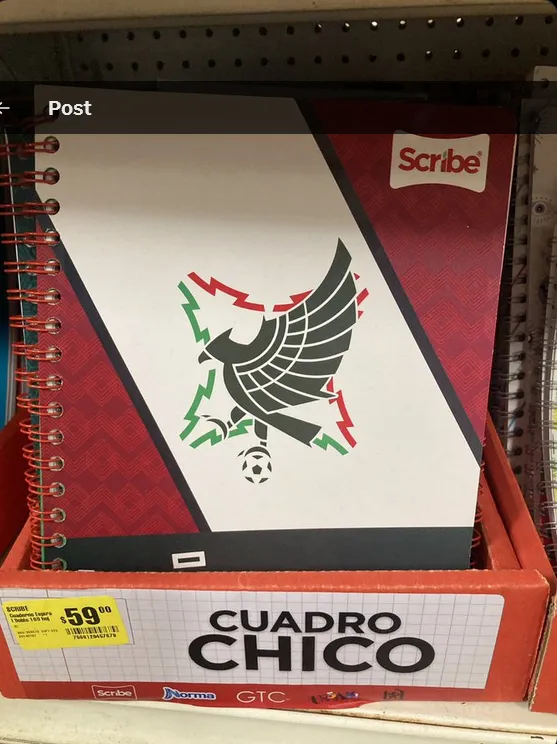 Post
Scribe®
SCRIBE
$59.00
CUADRO
CHICO
Scribe
Norma
GTC